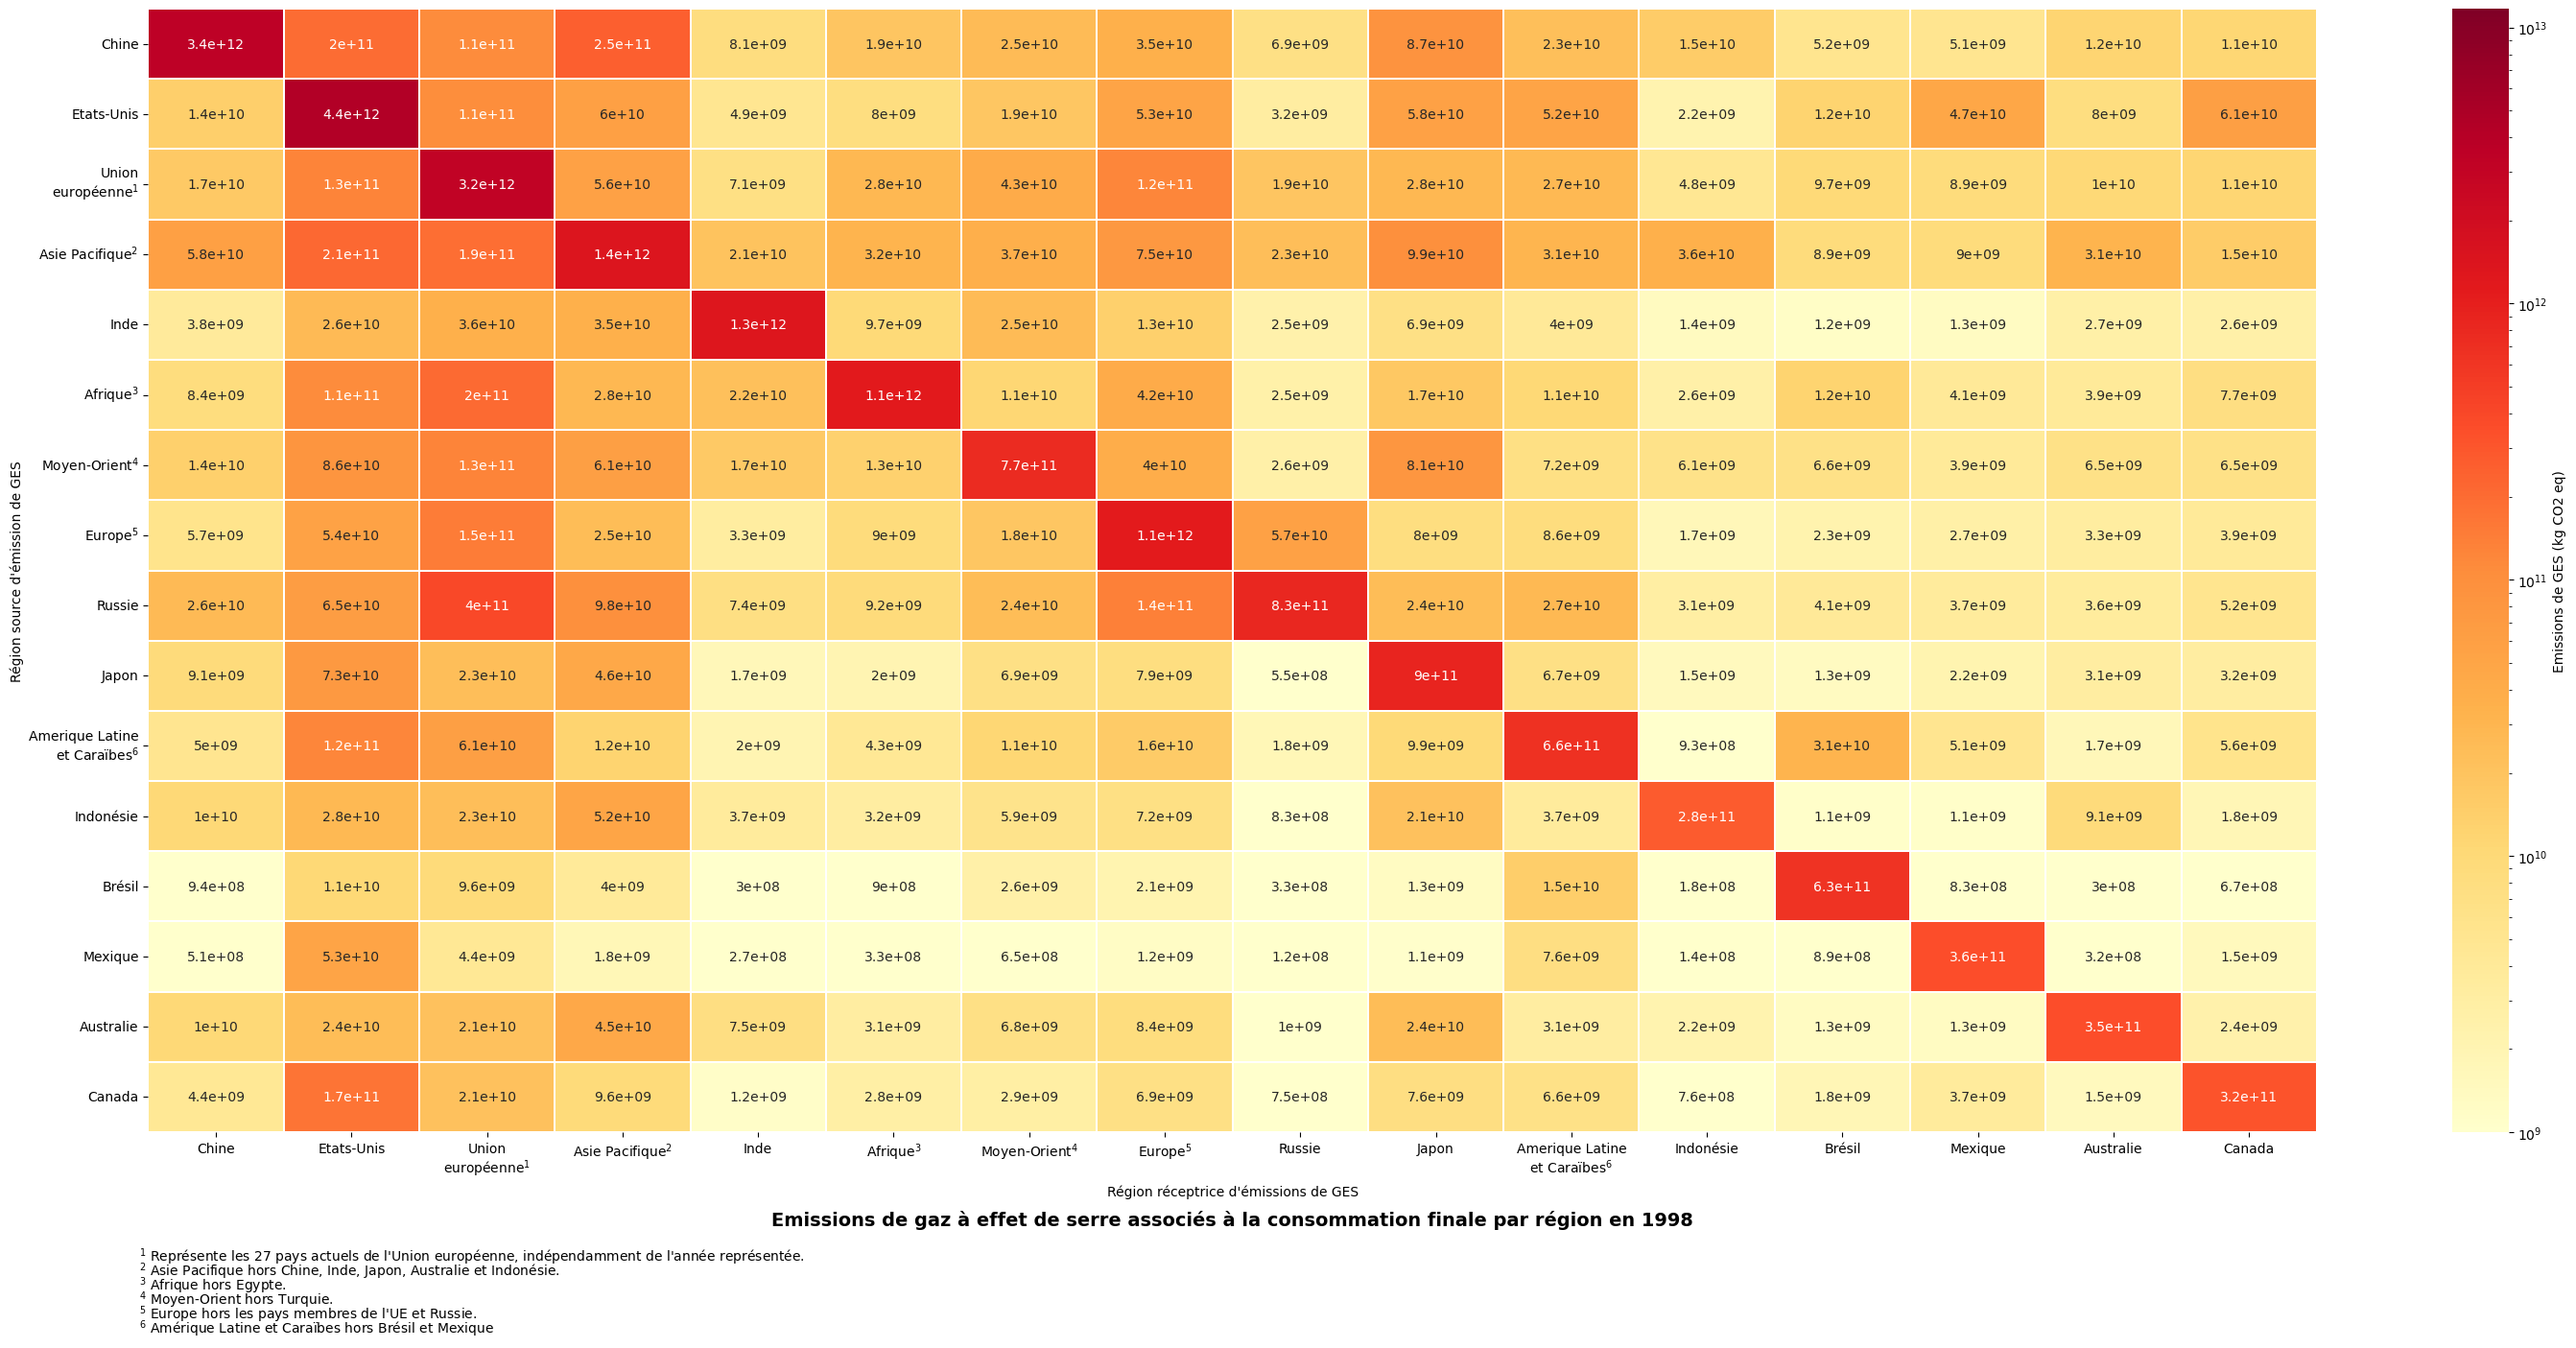 Chine 3.4e+12 2e+11 1.1e+11 2.5e+11 8.1e+09 1.9e+10 2.5e+10 3.5e+10 6.9e+09 8.7e+10 2.3e+10 1.5e+10 5.2e+09 5.1e+09 1.2e+10 1.1e+10
Etats-Unis 1.4e+10 4.4e+12 1.1e+11 6e+10 4.9e+09 8e+09 1.9e+10 5.3e+10 3.2e+09 5.8e+10 5.2e+10 2.2e+09 1.2e+10 4.7e+10 8e+09 6.1e+10
Union
européenne¹ 1.7e+10 1.3e+11 3.2e+12 5.6e+10 7.1e+09 2.8e+10 4.3e+10 1.2e+11 1.9e+10 2.8e+10 2.7e+10 4.8e+09 9.7e+09 8.9e+09 1e+10 1.1e+10
Asie Pacifique² 5.8e+10 2.1e+11 1.9e+11 1.4e+12 2.1e+10 3.2e+10 3.7e+10 7.5e+10 2.3e+10 9.9e+10 3.1e+10 3.6e+10 8.9e+09 9e+09 3.1e+10 1.5e+10
Inde 3.8e+09 2.6e+10 3.6e+10 3.5e+10 1.3e+12 9.7e+09 2.5e+10 1.3e+10 2.5e+09 6.9e+09 4e+09 1.4e+09 1.2e+09 1.3e+09 2.7e+09 2.6e+09
Afrique³ 8.4e+09 1.1e+11 2e+11 2.8e+10 2.2e+10 1.1e+12 1.1e+10 4.2e+10 2.5e+09 1.7e+10 1.1e+10 2.6e+09 1.2e+10 4.1e+09 3.9e+09 7.7e+09
Moyen-Orient⁴ 1.4e+10 8.6e+10 1.3e+11 6.1e+10 1.7e+10 1.3e+10 7.7e+11 4e+10 2.6e+09 8.1e+10 7.2e+09 6.1e+09 6.6e+09 3.9e+09 6.5e+09 6.5e+09
Europe⁵ 5.7e+09 5.4e+10 1.5e+11 2.5e+10 3.3e+09 9e+09 1.8e+10 1.1e+12 5.7e+10 8e+09 8.6e+09 1.7e+09 2.3e+09 2.7e+09 3.3e+09 3.9e+09
Russie 2.6e+10 6.5e+10 4e+11 9.8e+10 7.4e+09 9.2e+09 2.4e+10 1.4e+11 8.3e+11 2.4e+10 2.7e+10 3.1e+09 4.1e+09 3.7e+09 3.6e+09 5.2e+09
Japon 9.1e+09 7.3e+10 2.3e+10 4.6e+10 1.7e+09 2e+09 6.9e+09 7.9e+09 5.5e+08 9e+11 6.7e+09 1.5e+09 1.3e+09 2.2e+09 3.1e+09 3.2e+09
Amerique Latine
et Caraïbes⁶ 5e+09 1.2e+11 6.1e+10 1.2e+10 2e+09 4.3e+09 1.1e+10 1.6e+10 1.8e+09 9.9e+09 6.6e+11 9.3e+08 3.1e+10 5.1e+09 1.7e+09 5.6e+09
Indonésie 1e+10 2.8e+10 2.3e+10 5.2e+10 3.7e+09 3.2e+09 5.9e+09 7.2e+09 8.3e+08 2.1e+10 3.7e+09 2.8e+11 1.1e+09 1.1e+09 9.1e+09 1.8e+09
Brésil 9.4e+08 1.1e+10 9.6e+09 4e+09 3e+08 9e+08 2.6e+09 2.1e+09 3.3e+08 1.3e+09 1.5e+10 1.8e+08 6.3e+11 8.3e+08 3e+08 6.7e+08
Mexique 5.1e+08 5.3e+10 4.4e+09 1.8e+09 2.7e+08 3.3e+08 6.5e+08 1.2e+09 1.2e+08 1.1e+09 7.6e+09 1.4e+08 8.9e+08 3.6e+11 3.2e+08 1.5e+09
Australie 1e+10 2.4e+10 2.1e+10 4.5e+10 7.5e+09 3.1e+09 6.8e+09 8.4e+09 1e+09 2.4e+10 3.1e+09 2.2e+09 1.3e+09 1.3e+09 3.5e+11 2.4e+09
Canada 4.4e+09 1.7e+11 2.1e+10 9.6e+09 1.2e+09 2.8e+09 2.9e+09 6.9e+09 7.5e+08 7.6e+09 6.6e+09 7.6e+08 1.8e+09 3.7e+09 1.5e+09 3.2e+11
Région source d'émission de GES
Chine Etats-Unis Union Asie Pacifique² Inde Afrique³ Moyen-Orient⁴ Europe⁵ Russie Japon Amerique Latine Indonésie Brésil Mexique Australie Canada
européenne¹ et Caraïbes⁶
Région réceptrice d'émissions de GES
10¹³
10¹²
10¹¹
10¹⁰
10⁹
Emissions de GES (kg CO2 eq)
Emissions de gaz à effet de serre associés à la consommation finale par région en 1998
¹ Représente les 27 pays actuels de l'Union européenne, indépendamment de l'année représentée.
² Asie Pacifique hors Chine, Inde, Japon, Australie et Indonésie.
³ Afrique hors Egypte.
⁴ Moyen-Orient hors Turquie.
⁵ Europe hors les pays membres de l'UE et Russie.
⁶ Amérique Latine et Caraïbes hors Brésil et Mexique